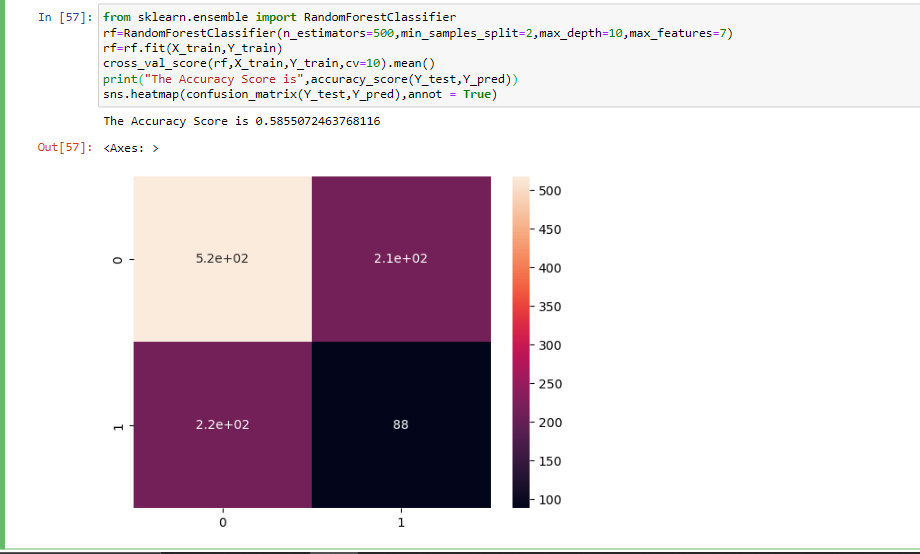 In [57]: from sklearn.ensemble import RandomForestClassifier
rf=RandomForestClassifier(n_estimators=500,min_samples_split=2,max_depth=10,max_features=7)
rf=rf.fit(X_train,Y_train)
cross_val_score(rf,X_train,Y_train,cv=10).mean()
print("The Accuracy Score is",accuracy_score(Y_test,Y_pred))
sns.heatmap(confusion_matrix(Y_test,Y_pred),annot = True)
The Accuracy Score is 0.5855072463768116
Out[57]: <Axes: >
0
5.2e+02
2.1e+02
1
2.2e+02
88
0
1
500
450
400
350
300
250
200
150
100